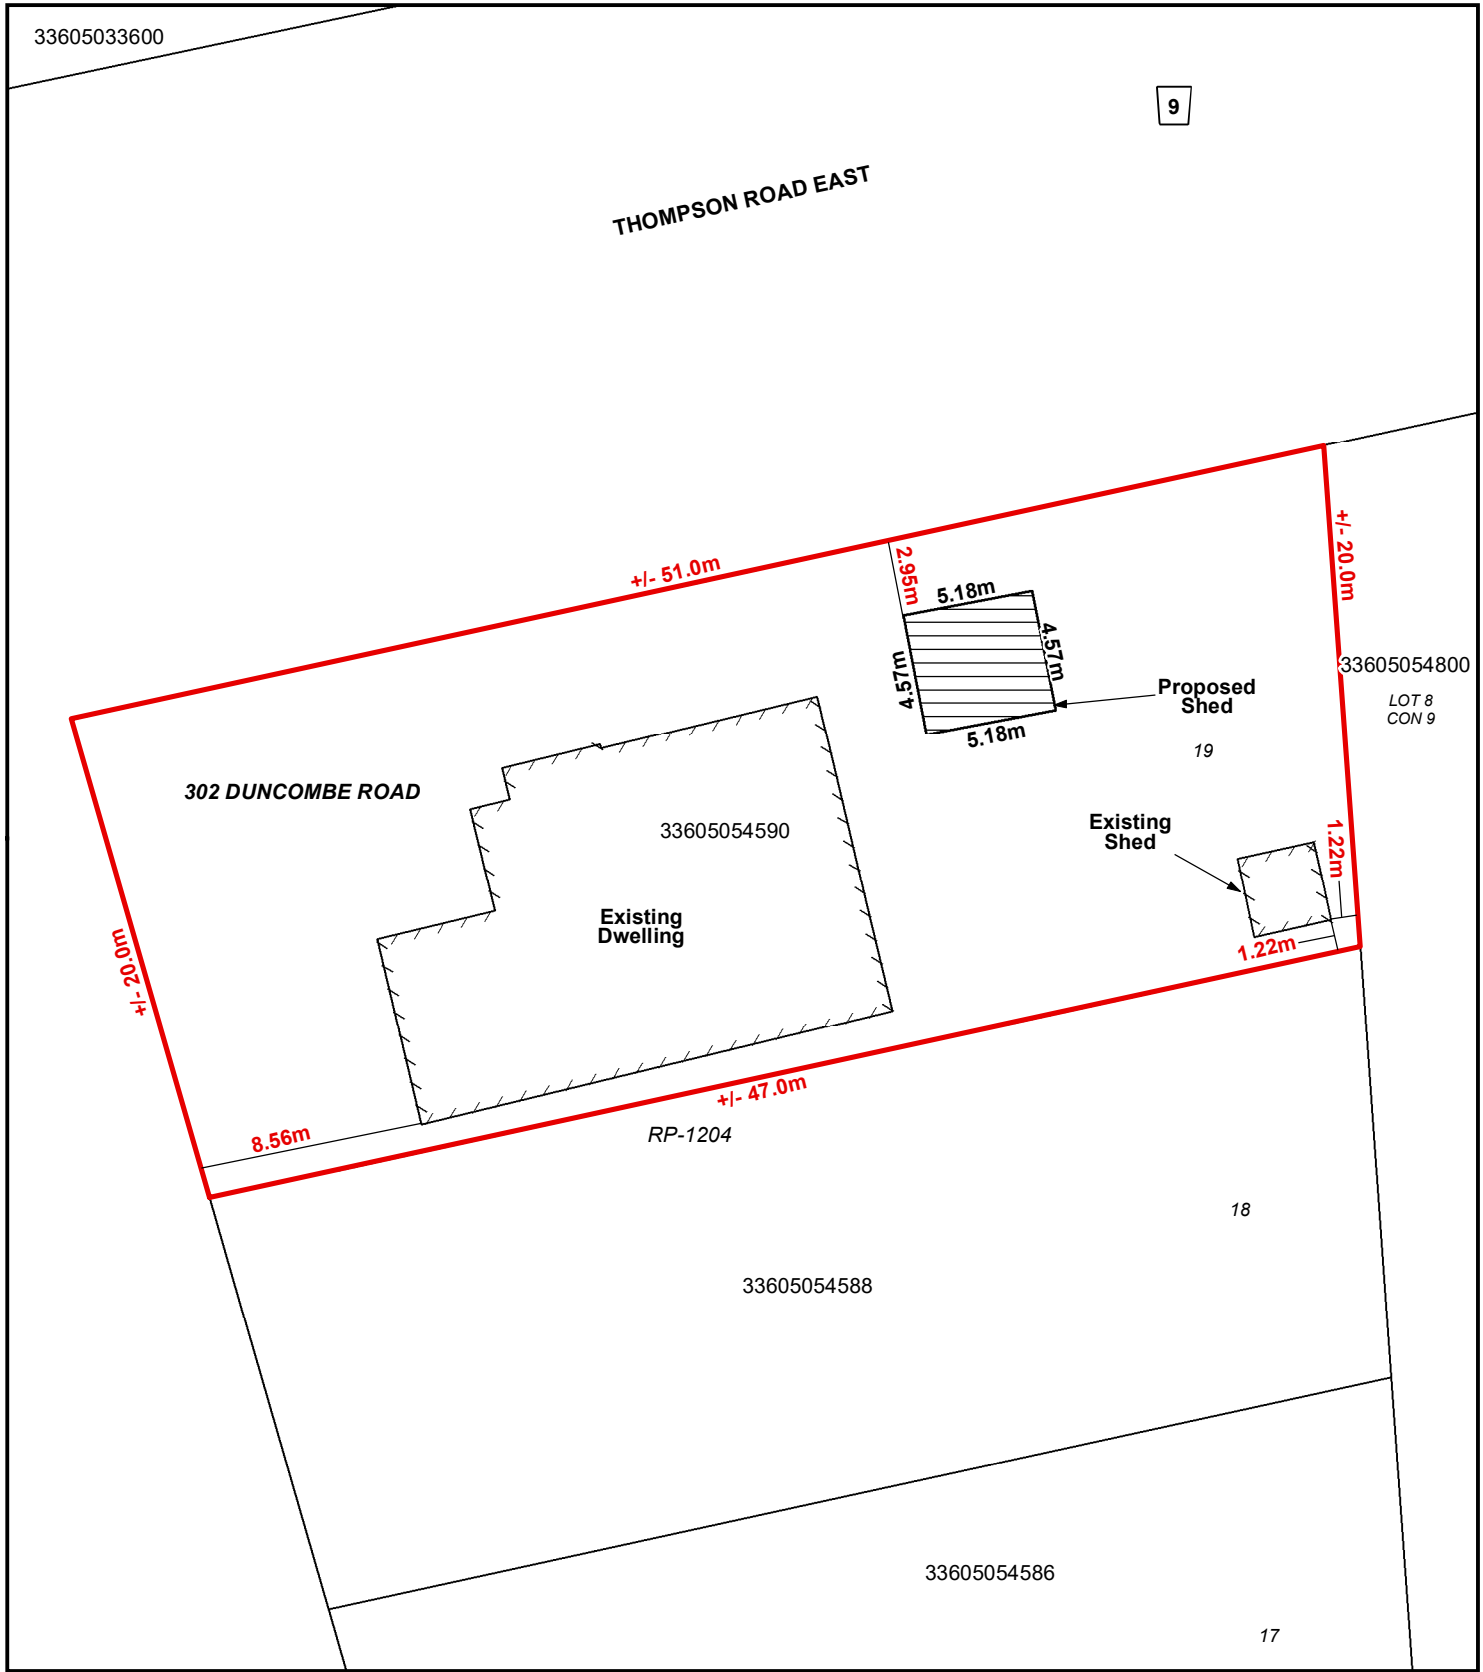 33605033600
9
THOMPSON ROAD EAST
+/- 51.0m
2.95m
5.18m
+/- 20.0m
4.57m
4.57m
33605054800
Proposed
Shed
LOT 8
CON 9
5.18m
19
302 DUNCOMBE ROAD
33605054590
Existing
Shed
1.22m
Existing
Dwelling
1.22m
+/- 20.0m
+/- 47.0m
8.56m
RP-1204
18
33605054588
33605054586
17